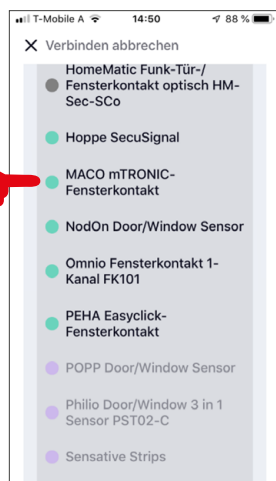 T-Mobile A 14:50 88 %
X Verbinden abbrechen
HomeMatic Funk-Tür-/
Fensterkontakt optisch HM-
Sec-SCo
Hoppe SecuSignal
MACO mTRONIC-
Fensterkontakt
NodOn Door/Window Sensor
Omnio Fensterkontakt 1-
Kanal FK101
PEHA Easyclick-
Fensterkontakt
POPP Door/Window Sensor
Philio Door/Window 3 in 1
Sensor PST02-C
Sensative Strips